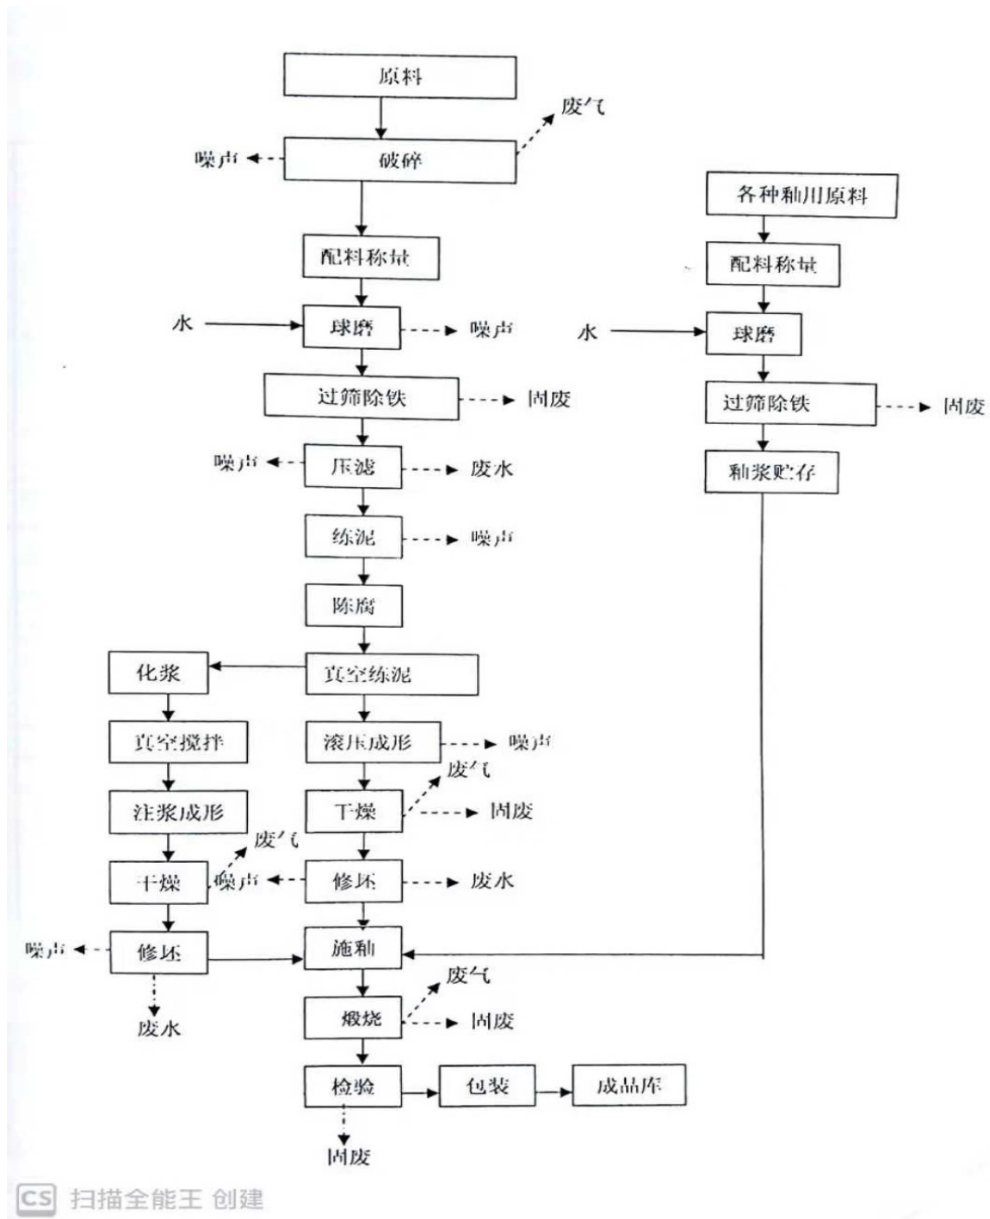 原料
废气
噪声
破碎
各种釉用原料
配料称量
配料称量
水
球磨
噪声
水
球磨
过筛除铁
固废
过筛除铁
固废
噪声
压滤
废水
釉浆贮存
练泥
噪声
陈腐
化浆
真空练泥
真空搅拌
滚压成形
噪声
废气
注浆成形
干燥
固废
废气
干燥
噪声
修坯
废水
噪声
修坯
施釉
废气
废水
煅烧
固废
检验
包装
成品库
固废
CS 扫描全能王 创建